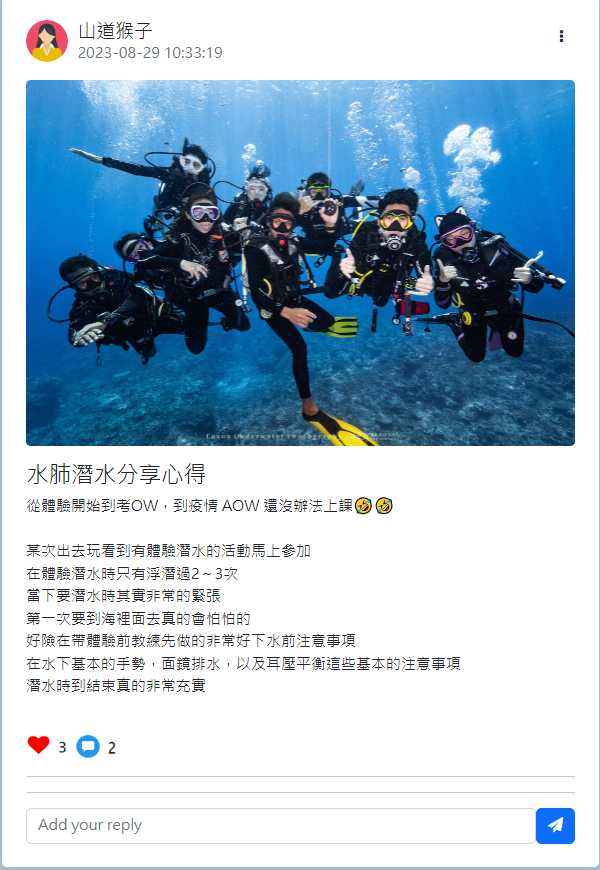 山道猴子
2023-08-29 10:33:19
水肺潛水分享心得
從體驗開始到考OW，到疫情 AOW 還沒辦法上課🤣🤣
某次出去玩看到有體驗潛水的活動馬上參加
在體驗潛水時只有浮潛過2～3次
當下要潛水時其實非常的緊張
第一次要到海裡面去真的會怕怕的
好險在帶體驗前教練先做的非常好下水前注意事項
在水下基本的手勢，面鏡排水，以及耳壓平衡這些基本的注意事項
潛水時到結束真的非常充實
3 2
Add your reply